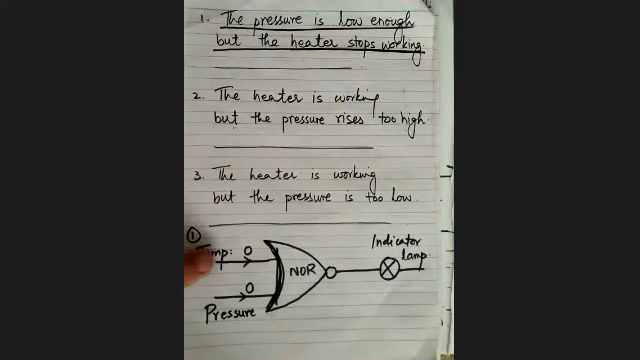 1. The pressure is low enough
but the heater stops working.
2. The heater is working
but the pressure rises too high.
3. The heater is working
but the pressure is too low.
①
Temp: 0
Indicator
lamp
NOR
0
Pressure